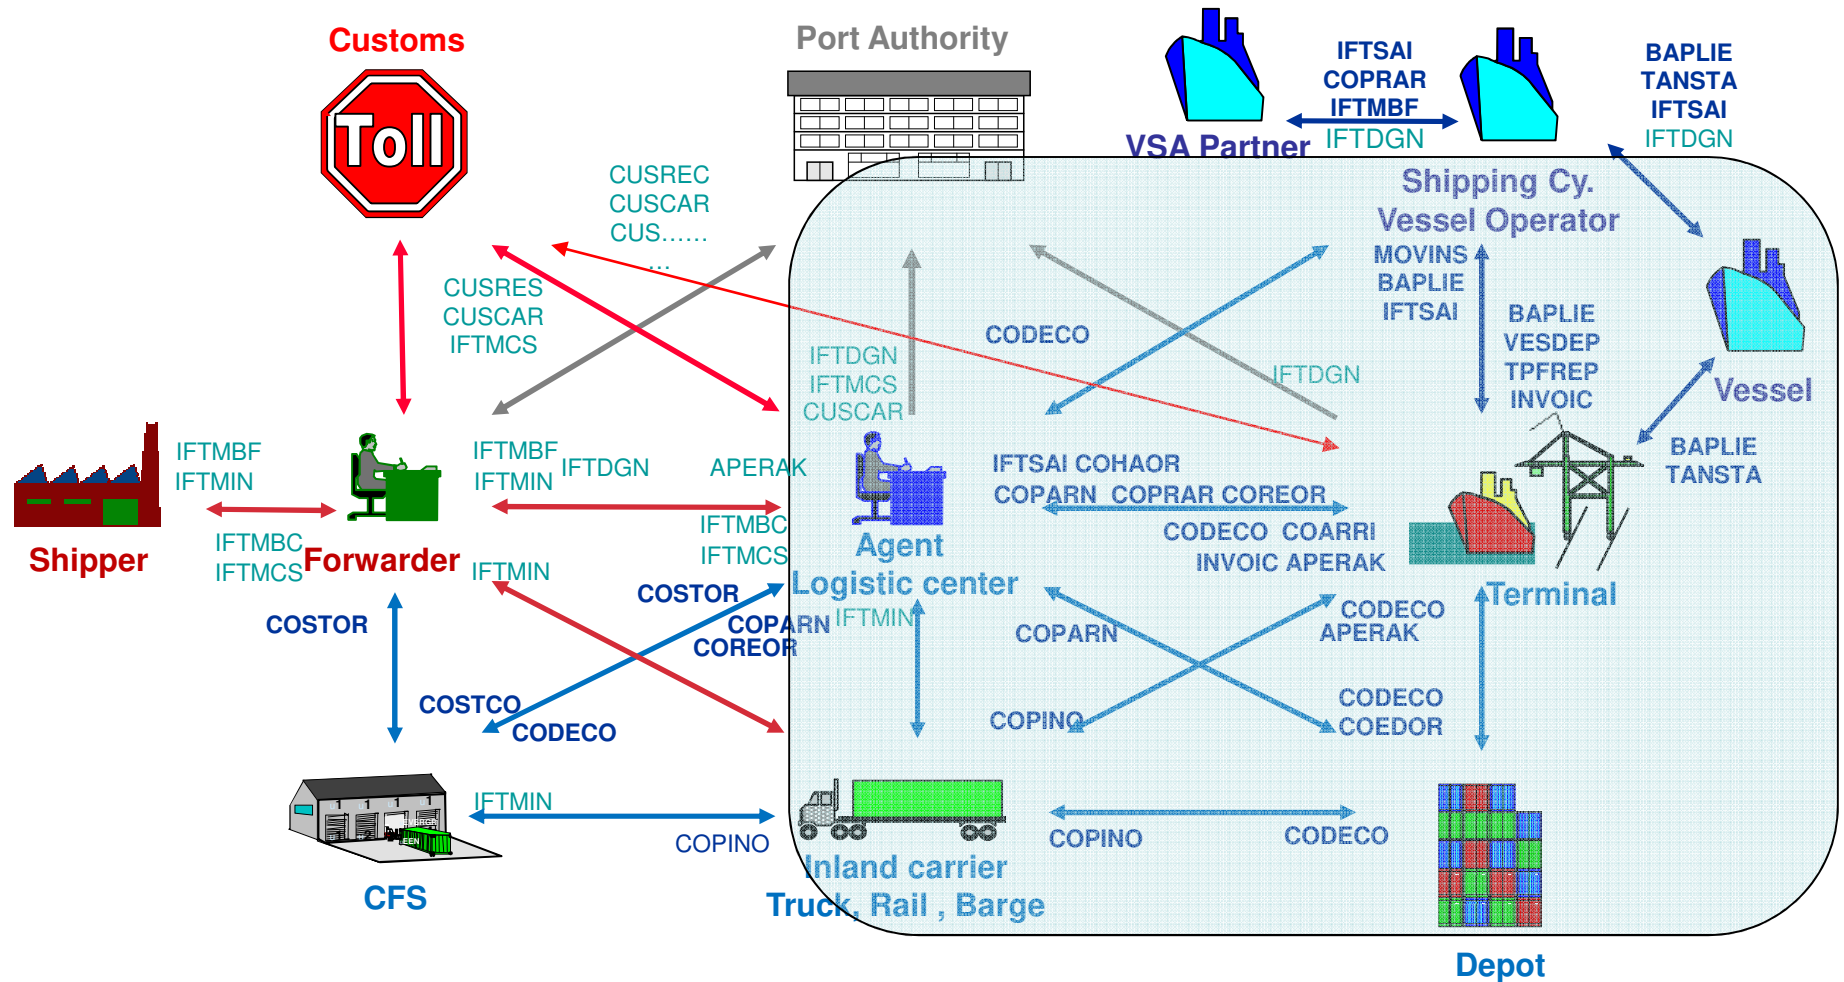 Customs
Port Authority
Toll
IFTSAI
COPRAR
IFTMBF
IFTDGN
BAPLIE
TANSTA
IFTSAI
IFTDGN
VSA Partner
Shipping Cy.
Vessel Operator
CUSREC
CUSCAR
CUS......
...
CUSRES
CUSCAR
IFTMCS
MOVINS
BAPLIE
IFTSAI
CODECO
BAPLIE
VESDEP
TPFREP
INVOIC
IFTDGN
IFTMCS
CUSCAR
IFTDGN
Vessel
BAPLIE
TANSTA
IFTMBF
IFTMIN
IFTMBF
IFTMIN
IFTDGN
APERAK
IFTSAI COHAOR
COPARN COPRAR COREOR
IFTMBC
IFTMCS
IFTMBC
IFTMCS
CODECO COARRI
INVOIC APERAK
Shipper
Forwarder
IFTMIN
Agent
Logistic center
Terminal
COSTOR
COSTOR
COPARN
COREOR
IFTMIN
COPARN
CODECO
APERAK
COSTCO
CODECO
COPINO
CODECO
COEDOR
IFTMIN
COPINO
COPINO
CODECO
CFS
Inland carrier
Truck, Rail , Barge
Depot